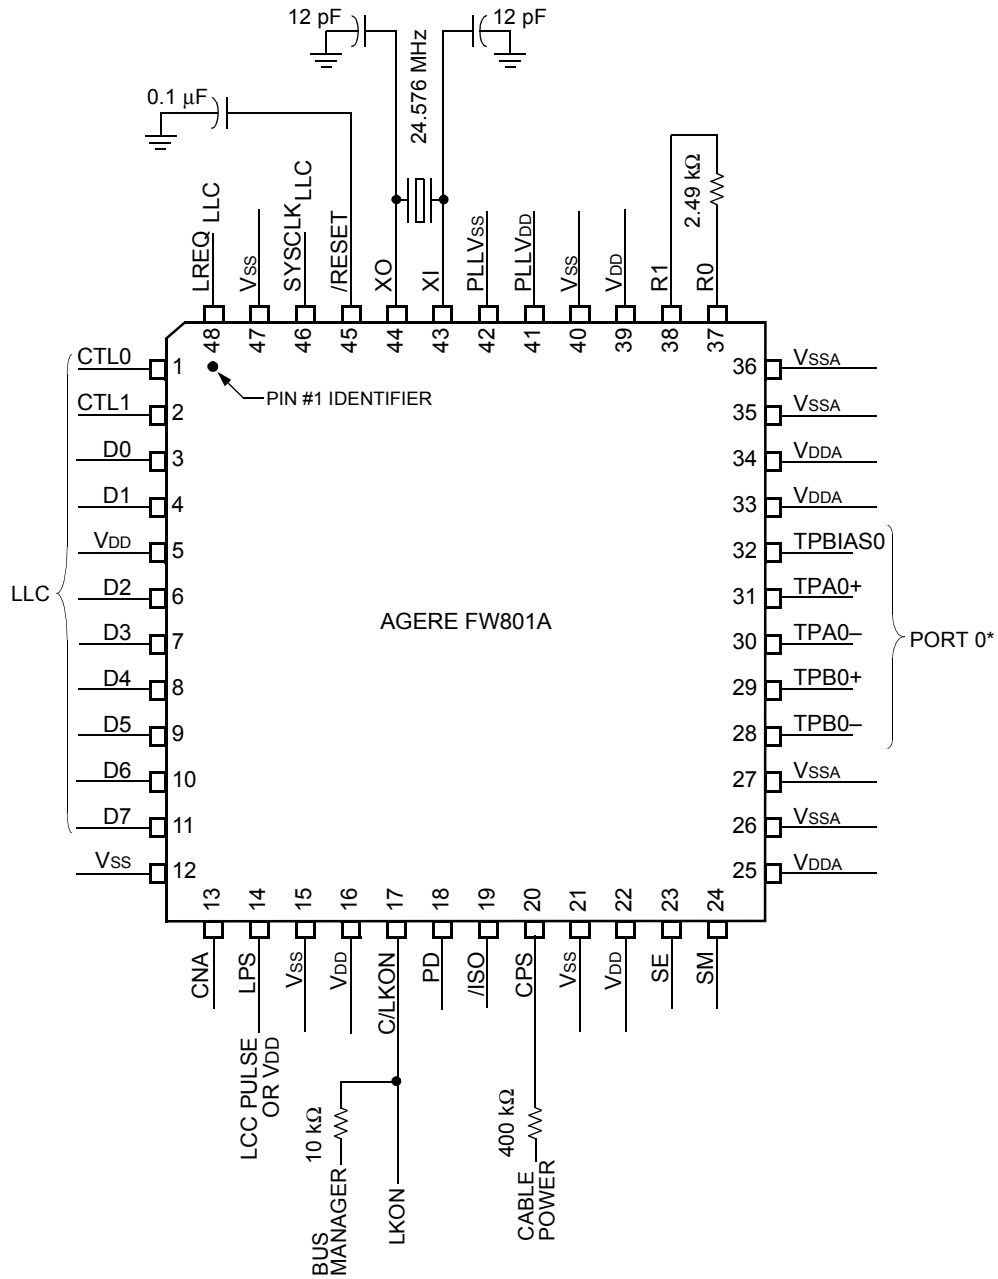 12 pF
12 pF
24.576 MHz
0.1 µF
2.49 kΩ
LREQ LLC
VSS
SYSCLK LLC
/RESET
XO
XI
PLLVSS
PLLVDD
VSS
VDD
R1
R0
48
47
46
45
44
43
42
41
40
39
38
37
PIN #1 IDENTIFIER
LLC
CTL0 1
CTL1 2
D0 3
D1 4
VDD 5
D2 6
D3 7
D4 8
D5 9
D6 10
D7 11
VSS 12
AGERE FW801A
36 VSSA
35 VSSA
34 VDDA
33 VDDA
32 TPBIAS0
31 TPA0+
30 TPA0–
29 TPB0+
28 TPB0–
27 VSSA
26 VSSA
25 VDDA
PORT 0*
13
14
15
16
17
18
19
20
21
22
23
24
CNA
LPS
VSS
VDD
C/LKON
PD
/ISO
CPS
VSS
VDD
SE
SM
LCC PULSE
OR VDD
10 kΩ
BUS
MANAGER
LKON
400 kΩ
CABLE
POWER